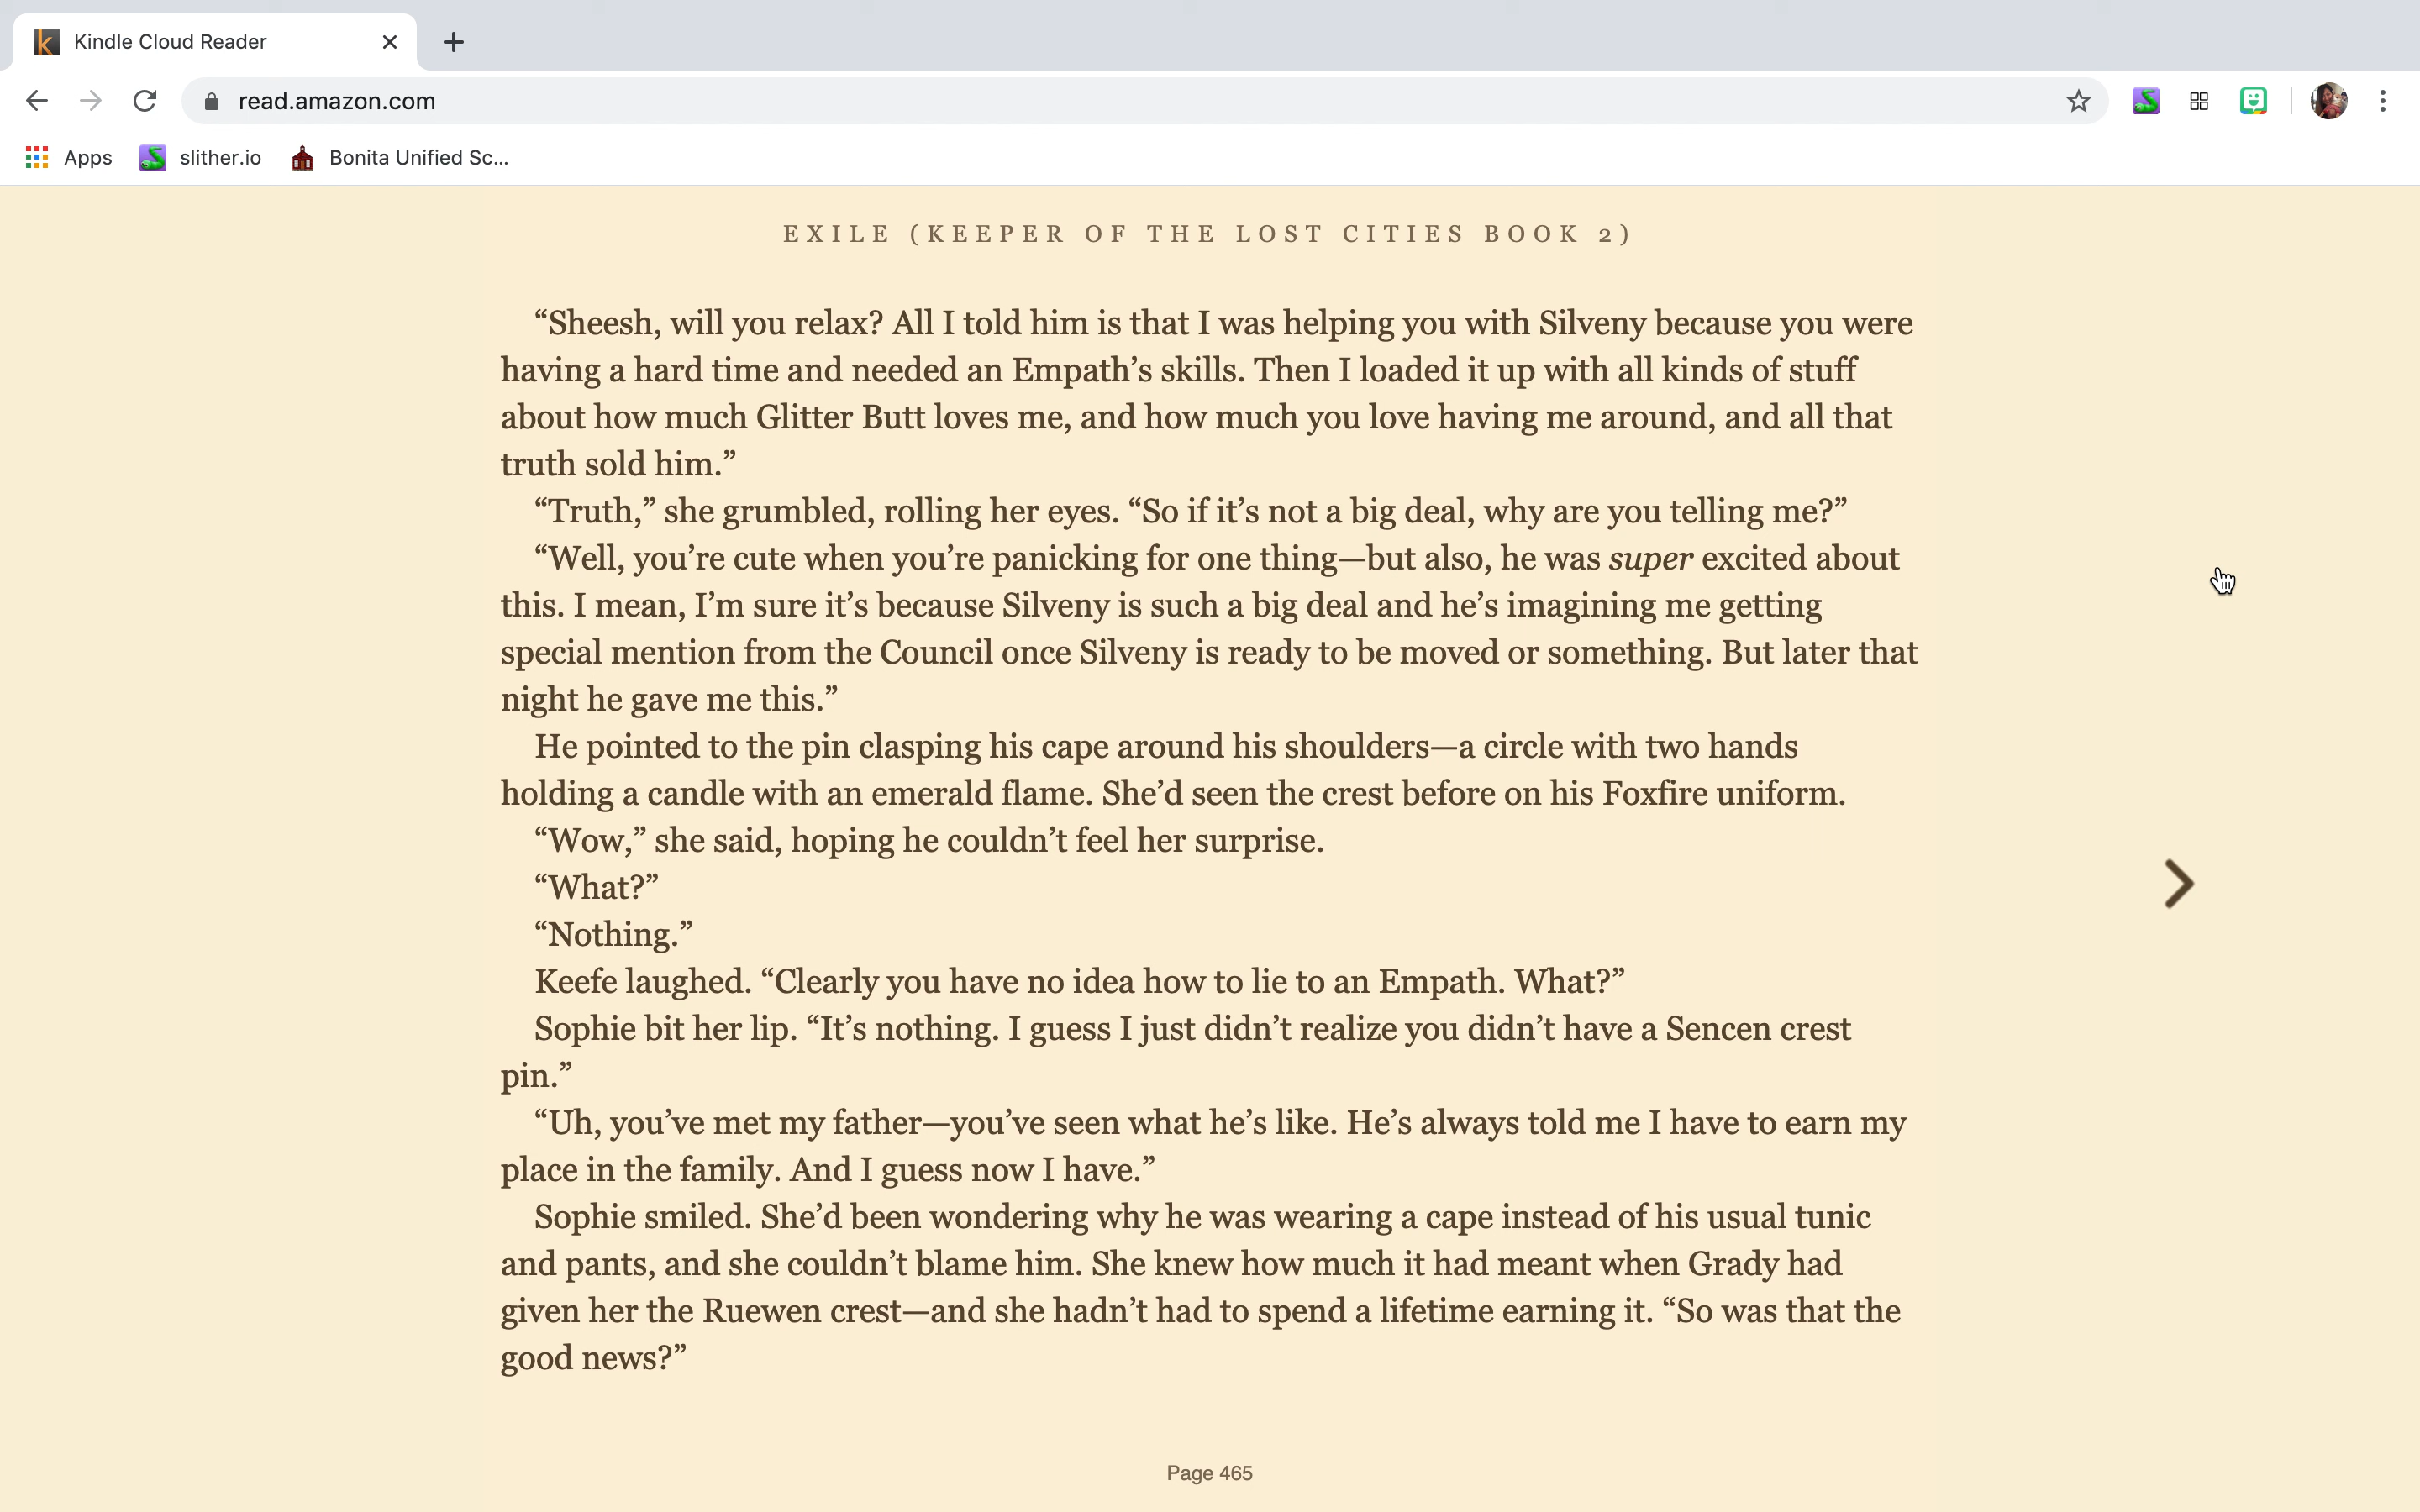 Kindle Cloud Reader
read.amazon.com
Apps
slither.io
Bonita Unified Sc...
EXILE (KEEPER OF THE LOST CITIES BOOK 2)
“Sheesh, will you relax? All I told him is that I was helping you with Silveny because you were
having a hard time and needed an Empath’s skills. Then I loaded it up with all kinds of stuff
about how much Glitter Butt loves me, and how much you love having me around, and all that
truth sold him.”
“Truth,” she grumbled, rolling her eyes. “So if it’s not a big deal, why are you telling me?”
“Well, you’re cute when you’re panicking for one thing—but also, he was super excited about
this. I mean, I’m sure it’s because Silveny is such a big deal and he’s imagining me getting
special mention from the Council once Silveny is ready to be moved or something. But later that
night he gave me this.”
He pointed to the pin clasping his cape around his shoulders—a circle with two hands
holding a candle with an emerald flame. She’d seen the crest before on his Foxfire uniform.
“Wow,” she said, hoping he couldn’t feel her surprise.
“What?”
“Nothing.”
Keefe laughed. “Clearly you have no idea how to lie to an Empath. What?”
Sophie bit her lip. “It’s nothing. I guess I just didn’t realize you didn’t have a Sencen crest
pin.”
“Uh, you’ve met my father—you’ve seen what he’s like. He’s always told me I have to earn my
place in the family. And I guess now I have.”
Sophie smiled. She’d been wondering why he was wearing a cape instead of his usual tunic
and pants, and she couldn’t blame him. She knew how much it had meant when Grady had
given her the Ruewen crest—and she hadn’t had to spend a lifetime earning it. “So was that the
good news?”
Page 465